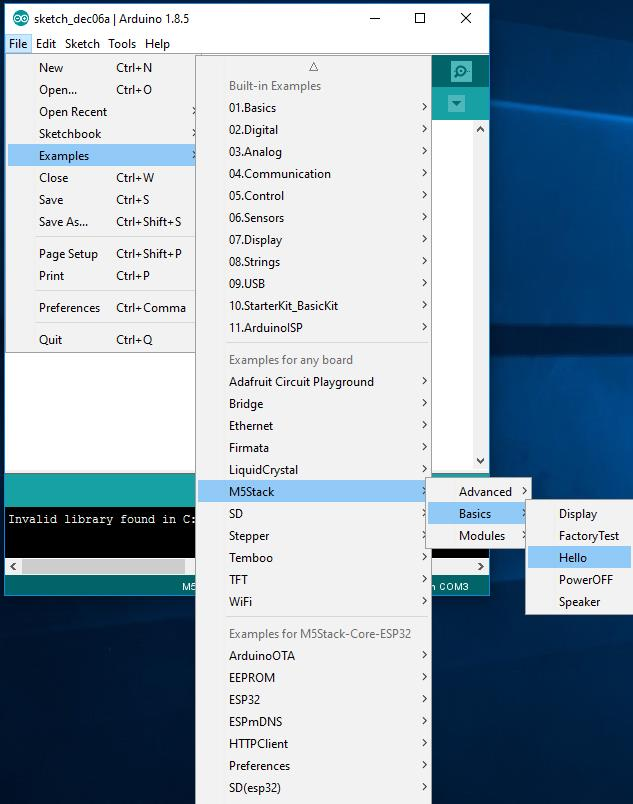 sketch_dec06a | Arduino 1.8.5
File Edit Sketch Tools Help
New Ctrl+N
Open... Ctrl+O
Open Recent
Sketchbook
Examples
Close Ctrl+W
Save Ctrl+S
Save As... Ctrl+Shift+S
Page Setup Ctrl+Shift+P
Print Ctrl+P
Preferences Ctrl+Comma
Quit Ctrl+Q
Built-in Examples
01.Basics
02.Digital
03.Analog
04.Communication
05.Control
06.Sensors
07.Display
08.Strings
09.USB
10.StarterKit_BasicKit
11.ArduinoISP
Examples for any board
Adafruit Circuit Playground
Bridge
Ethernet
Firmata
LiquidCrystal
M5Stack
SD
Stepper
Temboo
TFT
WiFi
Examples for M5Stack-Core-ESP32
ArduinoOTA
EEPROM
ESP32
ESPmDNS
HTTPClient
Preferences
SD(esp32)
Advanced
Basics
Modules
Display
FactoryTest
Hello
PowerOFF
Speaker
Invalid library found in C:
M5
n COM3